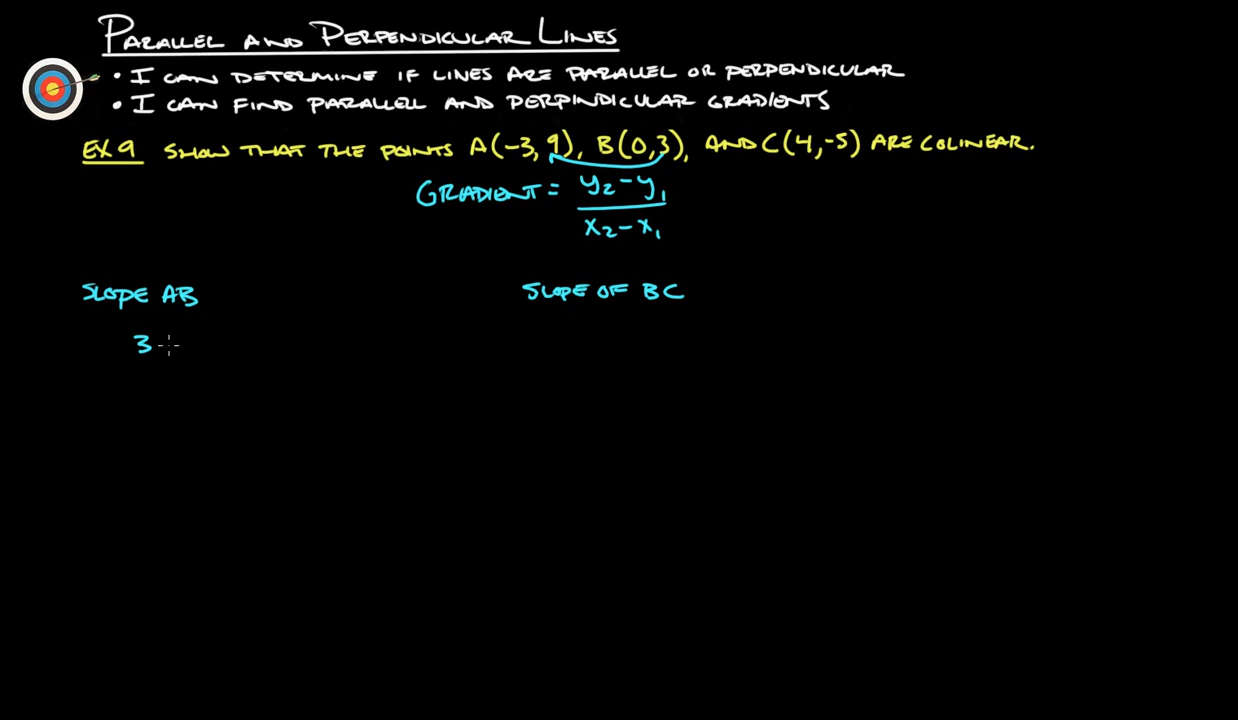 PARALLEL AND PERPENDICULAR LINES
• I CAN DETERMINE IF LINES ARE PARALLEL OR PERPENDICULAR
• I CAN FIND PARALLELL AND PERPINDICULAR GRADIENTS
EX 9 SHOW THAT THE POINTS A(-3, 9), B(0,3), AND C(4,-5) ARE COLINEAR.
GRADIENT = y₂ - y₁
x₂ - x₁
SLOPE AB SLOPE OF BC
3